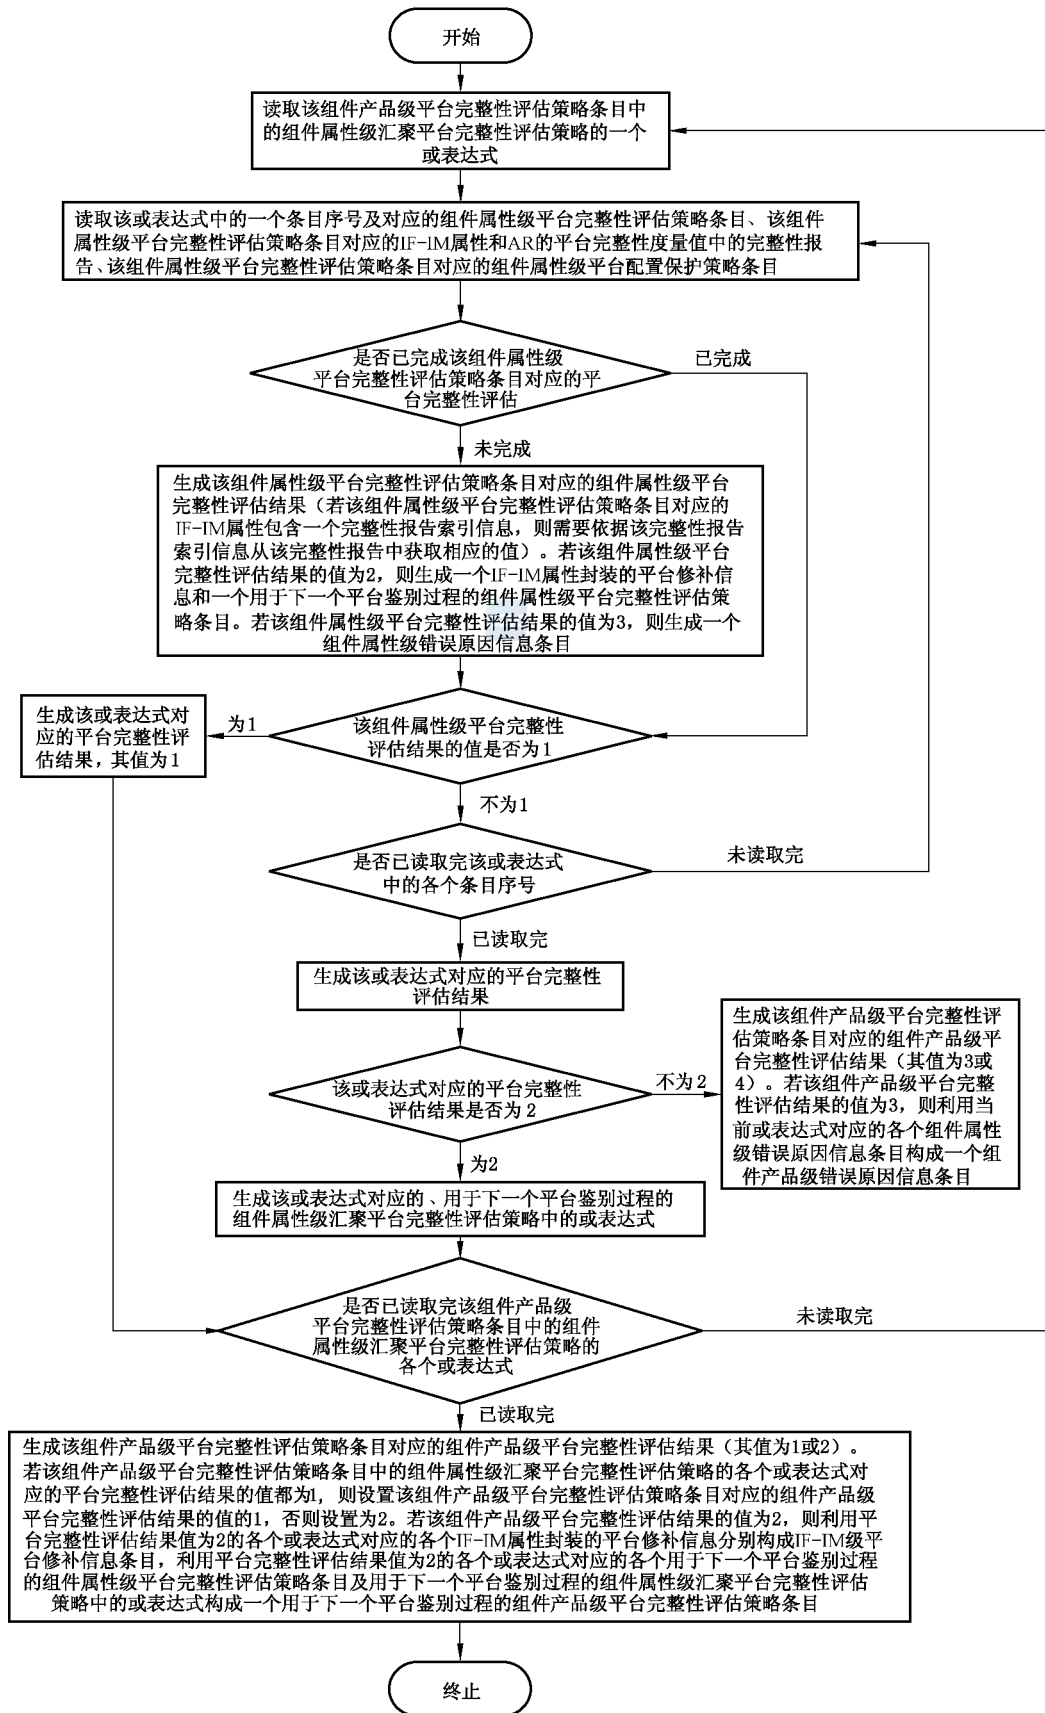 开始
读取该组件产品级平台完整性评估策略条目中
的组件属性级汇聚平台完整性评估策略的一个
或表达式
读取该或表达式中的一个条目序号及对应的组件属性级平台完整性评估策略条目、该组件
属性级平台完整性评估策略条目对应的IF-IM属性和AR的平台完整性度量值中的完整性报
告、该组件属性级平台完整性评估策略条目对应的组件属性级平台配置保护策略条目
是否已完成该组件属性级
平台完整性评估策略条目对应的平
台完整性评估
已完成
未完成
生成该组件属性级平台完整性评估策略条目对应的组件属性级平台
完整性评估结果（若该组件属性级平台完整性评估策略条目对应的
IF-IM属性包含一个完整性报告索引信息，则需要依据该完整性报告
索引信息从该完整性报告中获取相应的值）。若该组件属性级平台
完整性评估结果的值为2，则生成一个IF-IM属性封装的平台修补信
息和一个用于下一个平台鉴别过程的组件属性级平台完整性评估策
略条目。若该组件属性级平台完整性评估结果的值为3，则生成一个
组件属性级错误原因信息条目
该组件属性级平台完整性
评估结果的值是否为1
为1
生成该或表达式对
应的平台完整性评
估结果，其值为1
不为1
是否已读取完该或表达式
中的各个条目序号
未读取完
已读取完
生成该或表达式对应的平台完整性
评估结果
该或表达式对应的平台完整性
评估结果是否为2
不为2
生成该组件产品级平台完整性评
估策略条目对应的组件产品级平
台完整性评估结果（其值为3或
4）。若该组件产品级平台完整
性评估结果的值为3，则利用当
前或表达式对应的各个组件属性
级错误原因信息条目构成一个组
件产品级错误原因信息条目
为2
生成该或表达式对应的、用于下一个平台鉴别过程的
组件属性级汇聚平台完整性评估策略中的或表达式
是否已读取完该组件产品级
平台完整性评估策略条目中的组件
属性级汇聚平台完整性评估策略的
各个或表达式
未读取完
已读取完
生成该组件产品级平台完整性评估策略条目对应的组件产品级平台完整性评估结果（其值为1或2）。
若该组件产品级平台完整性评估策略条目中的组件属性级汇聚平台完整性评估策略的各个或表达式对
应的平台完整性评估结果的值都为1，则设置该组件产品级平台完整性评估策略条目对应的组件产品级
平台完整性评估结果的值的1，否则设置为2。若该组件产品级平台完整性评估结果的值为2，则利用平
台完整性评估结果值为2的各个或表达式对应的各个IF-IM属性封装的平台修补信息分别构成IF-IM级平
台修补信息条目，利用平台完整性评估结果值为2的各个或表达式对应的各个用于下一个平台鉴别过程
的组件属性级平台完整性评估策略条目及用于下一个平台鉴别过程的组件属性级汇聚平台完整性评估
策略中的或表达式构成一个用于下一个平台鉴别过程的组件产品级平台完整性评估策略条目
终止